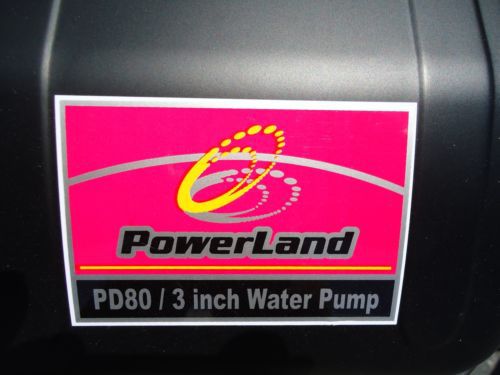 PowerLand
PD80 / 3 inch Water Pump